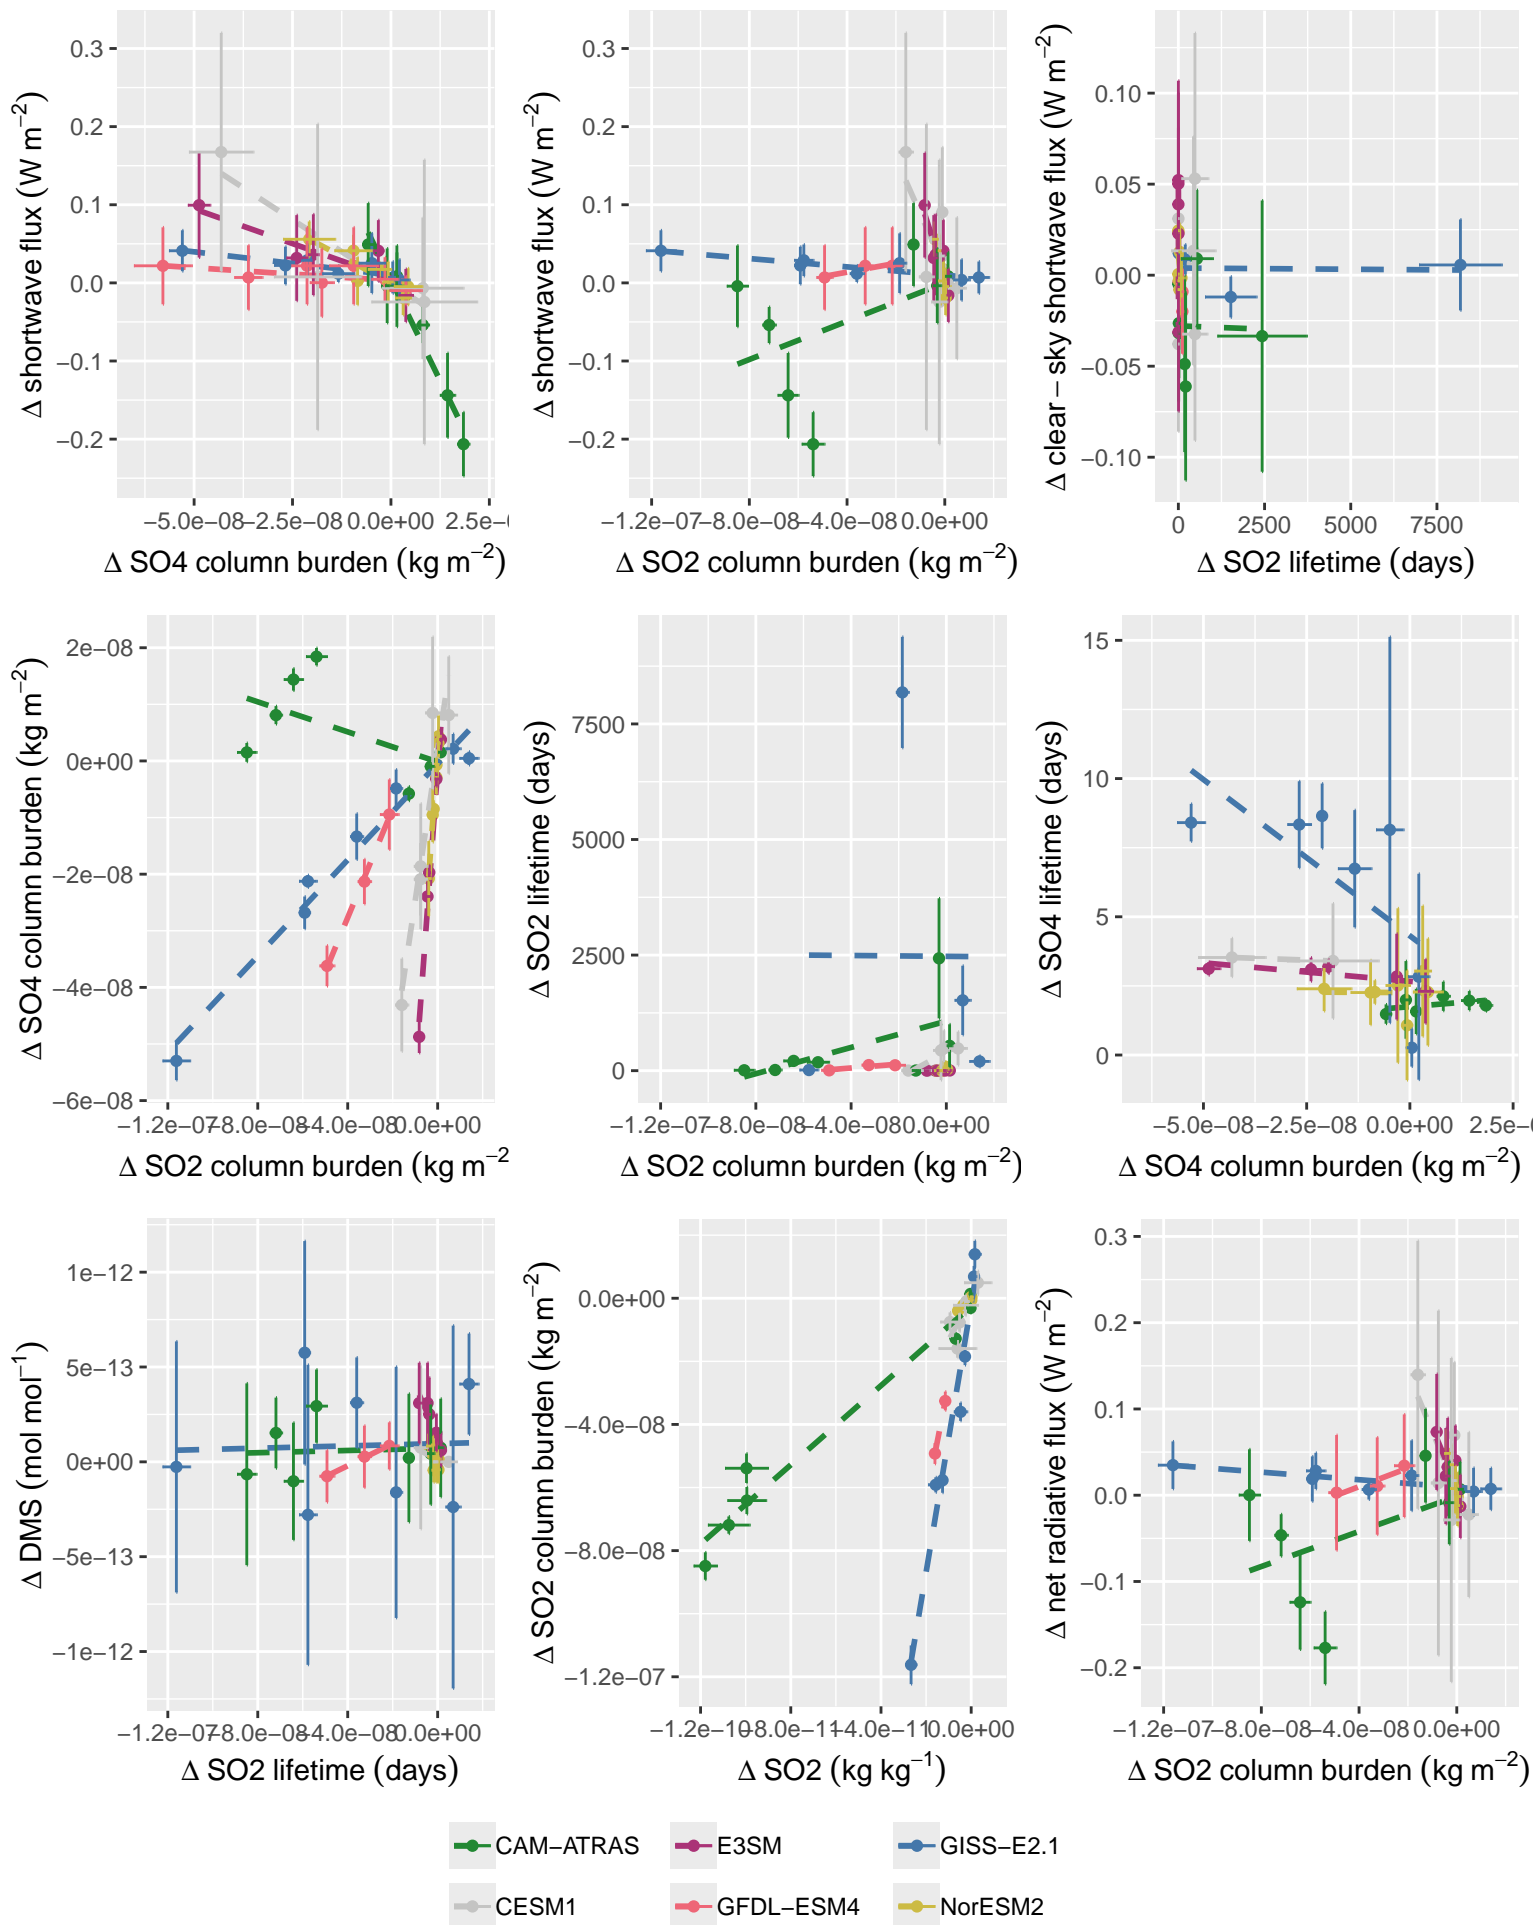 0.3
0.2
0.1
0.0
−0.1
−0.2
Δ shortwave flux (W m−2)
−5.0e−08
−2.5e−08
0.0e+00
Δ SO4 column burden (kg m−2)
0.3
0.2
0.1
0.0
−0.1
−0.2
Δ shortwave flux (W m−2)
−1.2e−07
−8.0e−08
−4.0e−08
0.0e+00
Δ SO2 column burden (kg m−2)
0.10
0.05
0.00
−0.05
−0.10
Δ clear − sky shortwave flux (W m−2)
0
2500
5000
7500
Δ SO2 lifetime (days)
2e−08
0e+00
−2e−08
−4e−08
−6e−08
Δ SO4 column burden (kg m−2)
−1.2e−07
−8.0e−08
−4.0e−08
0.0e+00
Δ SO2 column burden (kg m−2
7500
5000
2500
0
Δ SO2 lifetime (days)
−1.2e−07
−8.0e−08
−4.0e−08
0.0e+00
Δ SO2 column burden (kg m−2)
15
10
5
0
Δ SO4 lifetime (days)
−5.0e−08
−2.5e−08
0.0e+00
Δ SO4 column burden (kg m−2)
1e−12
5e−13
0e+00
−5e−13
−1e−12
Δ DMS (mol mol−1)
−1.2e−07
−8.0e−08
−4.0e−08
0.0e+00
Δ SO2 lifetime (days)
0.0e+00
−4.0e−08
−8.0e−08
−1.2e−07
Δ SO2 column burden (kg m−2)
−1.2e−10
−8.0e−11
−4.0e−11
0.0e+00
Δ SO2 (kg kg−1)
0.3
0.2
0.1
0.0
−0.1
−0.2
Δ net radiative flux (W m−2)
−1.2e−07
−8.0e−08
−4.0e−08
0.0e+00
Δ SO2 column burden (kg m−2)
CAM−ATRAS
E3SM
GISS−E2.1
CESM1
GFDL−ESM4
NorESM2